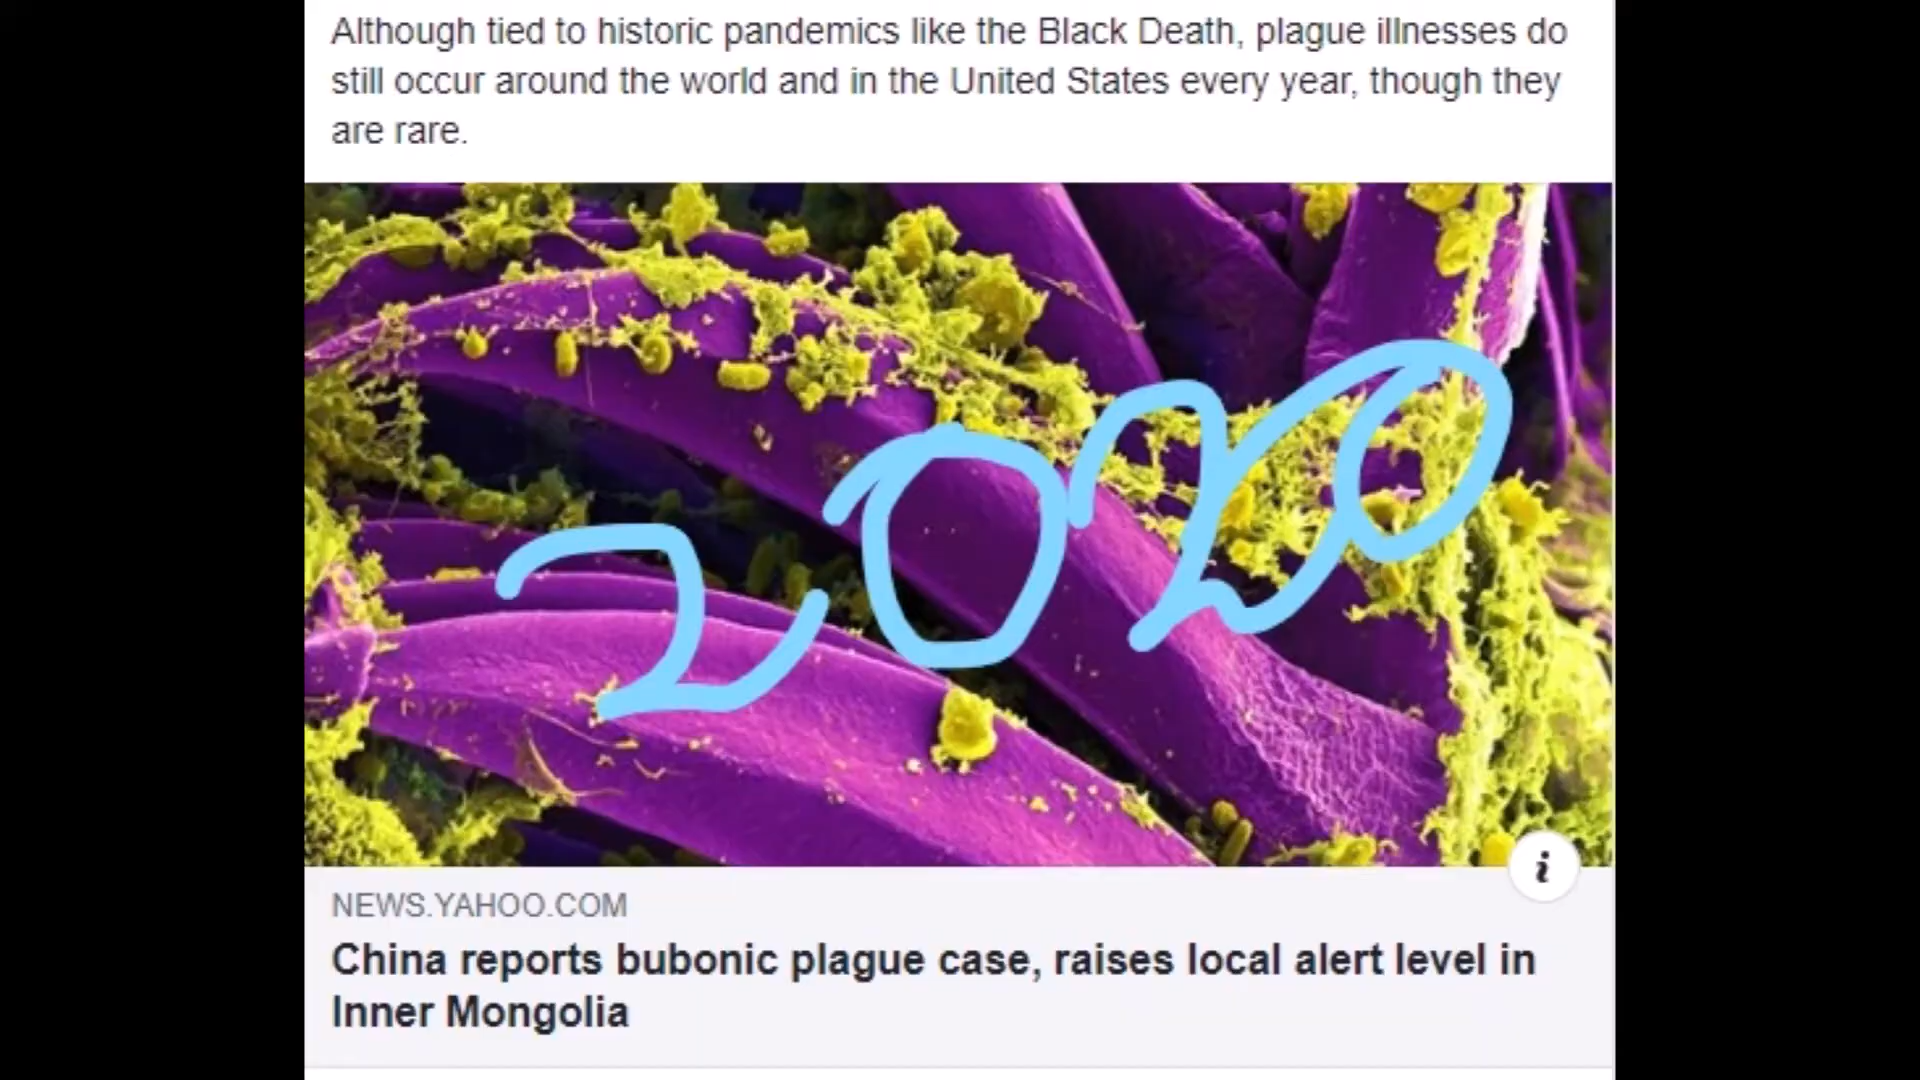 Although tied to historic pandemics like the Black Death, plague illnesses do
still occur around the world and in the United States every year, though they
are rare.
2020
i
NEWS.YAHOO.COM
China reports bubonic plague case, raises local alert level in
Inner Mongolia